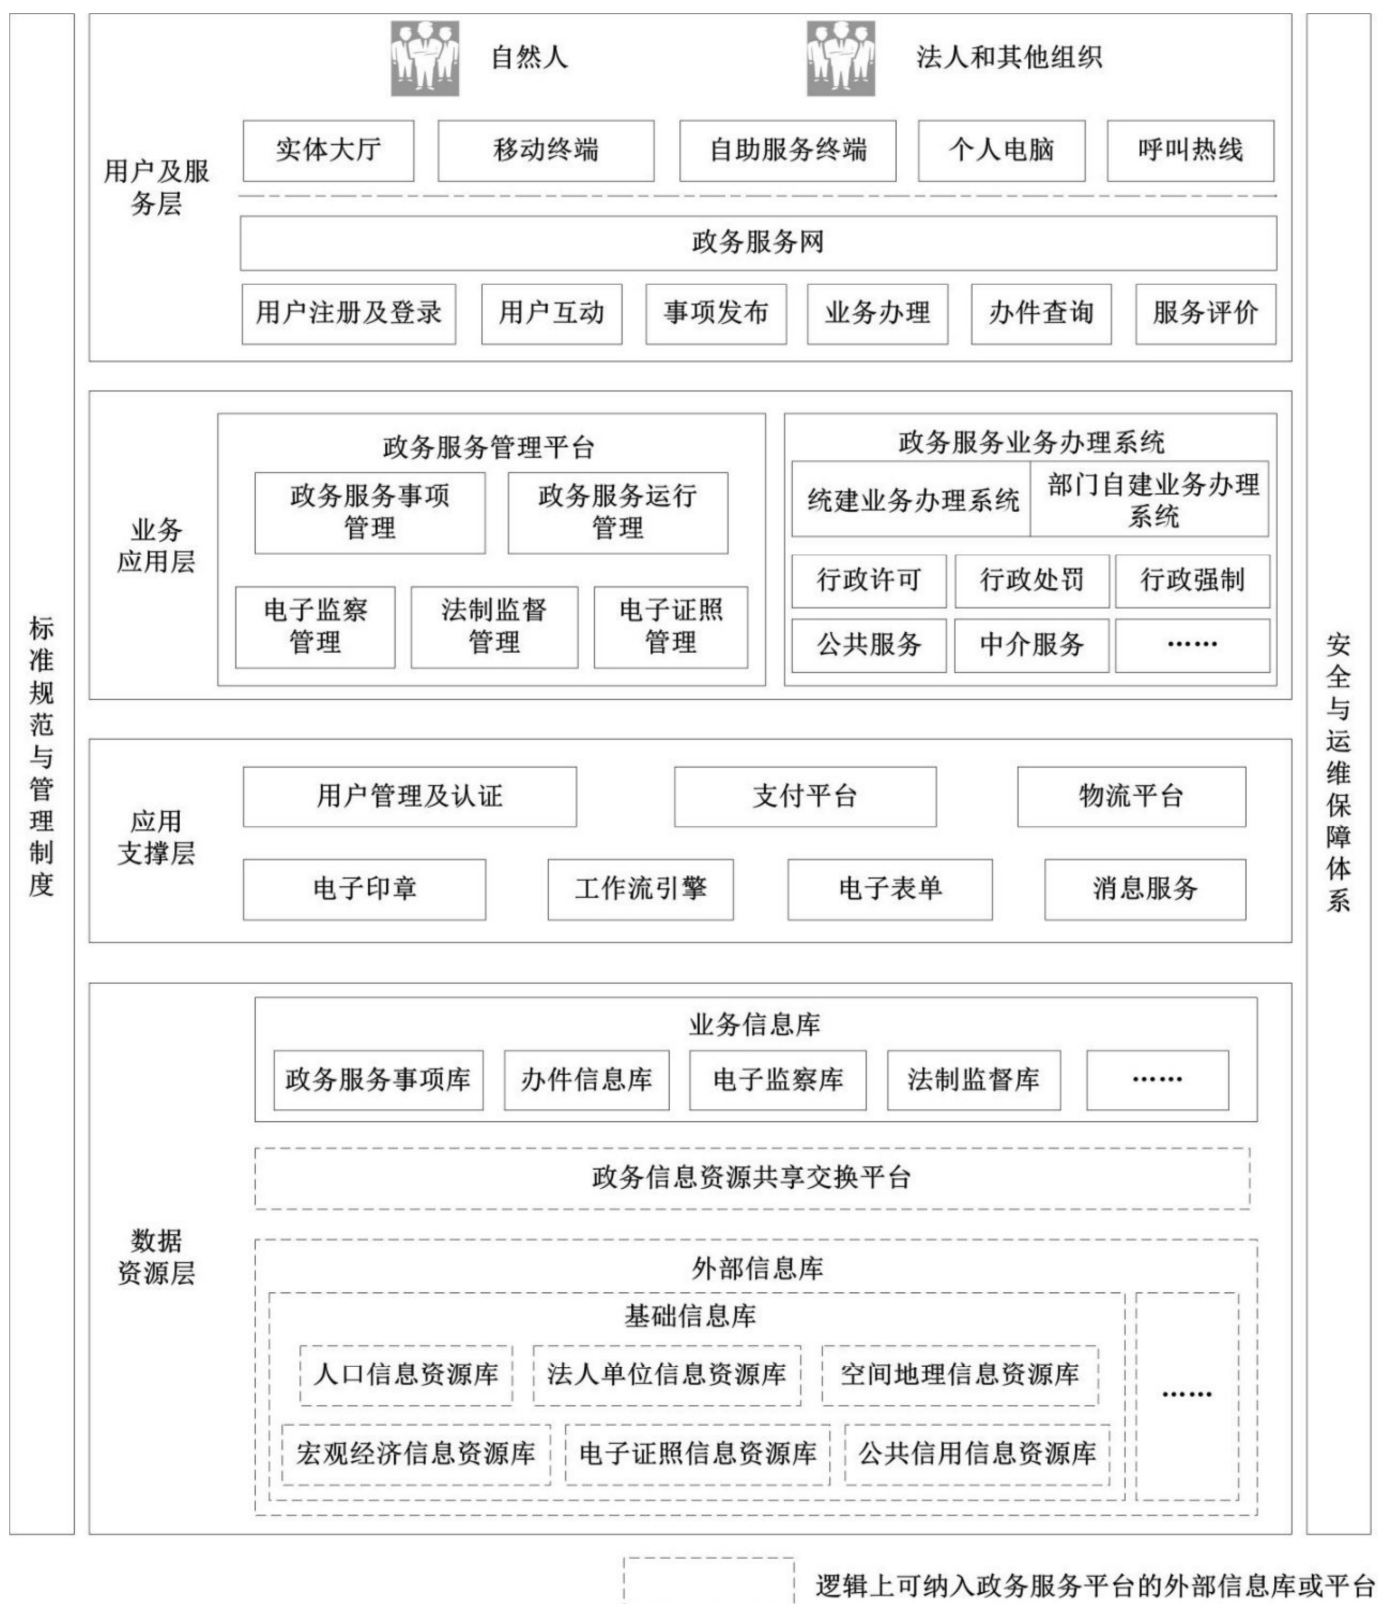 自然人
法人和其他组织
用户及服
务层
实体大厅
移动终端
自助服务终端
个人电脑
呼叫热线
政务服务网
用户注册及登录
用户互动
事项发布
业务办理
办件查询
服务评价
业务
应用层
政务服务管理平台
政务服务事项
管理
政务服务运行
管理
电子监察
管理
法制监督
管理
电子证照
管理
政务服务业务办理系统
统建业务办理系统
部门自建业务办理
系统
行政许可
行政处罚
行政强制
公共服务
中介服务
……
应用
支撑层
用户管理及认证
支付平台
物流平台
电子印章
工作流引擎
电子表单
消息服务
数据
资源层
业务信息库
政务服务事项库
办件信息库
电子监察库
法制监督库
……
政务信息资源共享交换平台
外部信息库
基础信息库
人口信息资源库
法人单位信息资源库
空间地理信息资源库
宏观经济信息资源库
电子证照信息资源库
公共信用信息资源库
……
标准规范与管理制度
安全与运维保障体系
逻辑上可纳入政务服务平台的外部信息库或平台